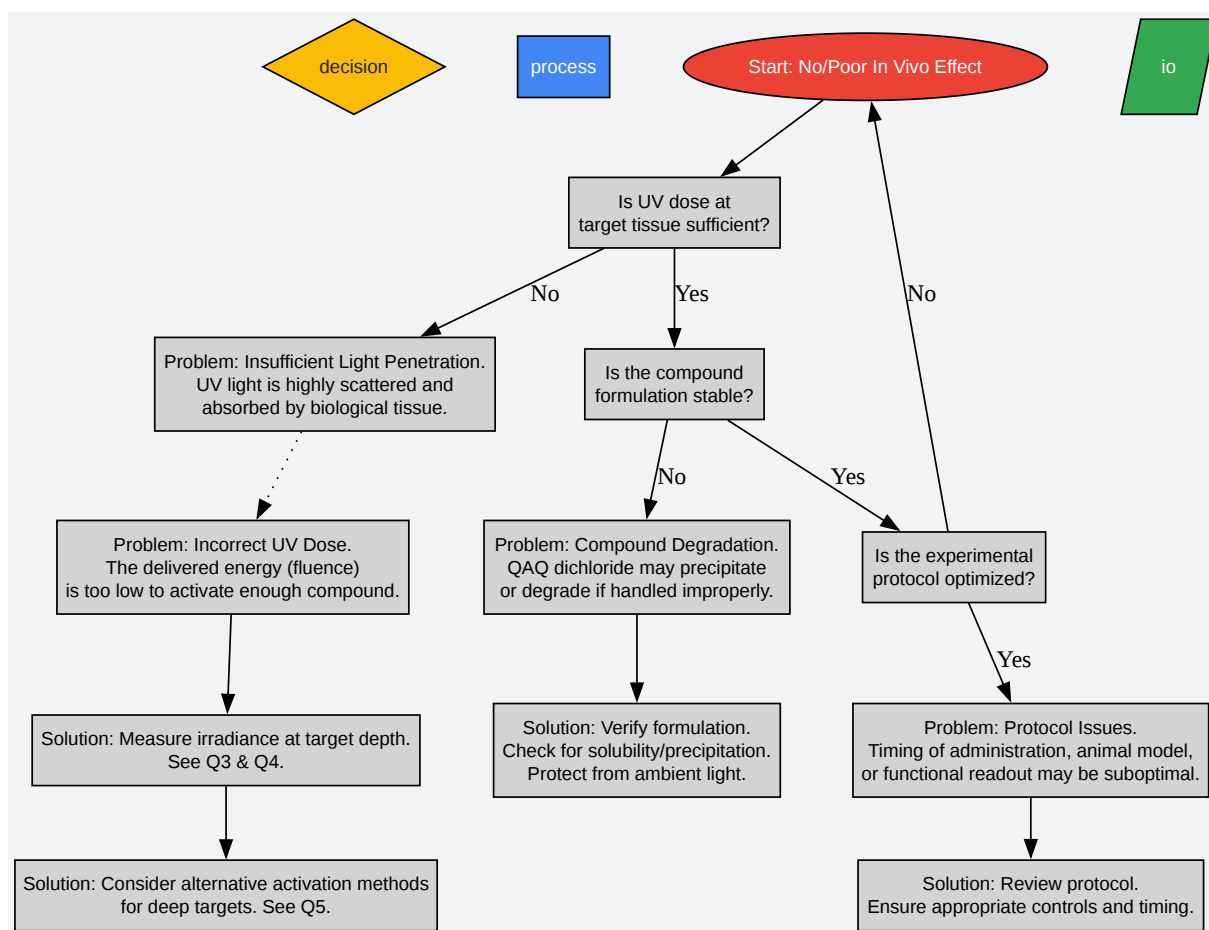 decision
process
Start: No/Poor In Vivo Effect
io
Is UV dose at
target tissue sufficient?
No
Yes
No
Problem: Insufficient Light Penetration.
UV light is highly scattered and
absorbed by biological tissue.
Is the compound
formulation stable?
No
Yes
Problem: Incorrect UV Dose.
The delivered energy (fluence)
is too low to activate enough compound.
Problem: Compound Degradation.
QAQ dichloride may precipitate
or degrade if handled improperly.
Is the experimental
protocol optimized?
Yes
Solution: Measure irradiance at target depth.
See Q3 & Q4.
Solution: Verify formulation.
Check for solubility/precipitation.
Protect from ambient light.
Problem: Protocol Issues.
Timing of administration, animal model,
or functional readout may be suboptimal.
Solution: Consider alternative activation methods
for deep targets. See Q5.
Solution: Review protocol.
Ensure appropriate controls and timing.